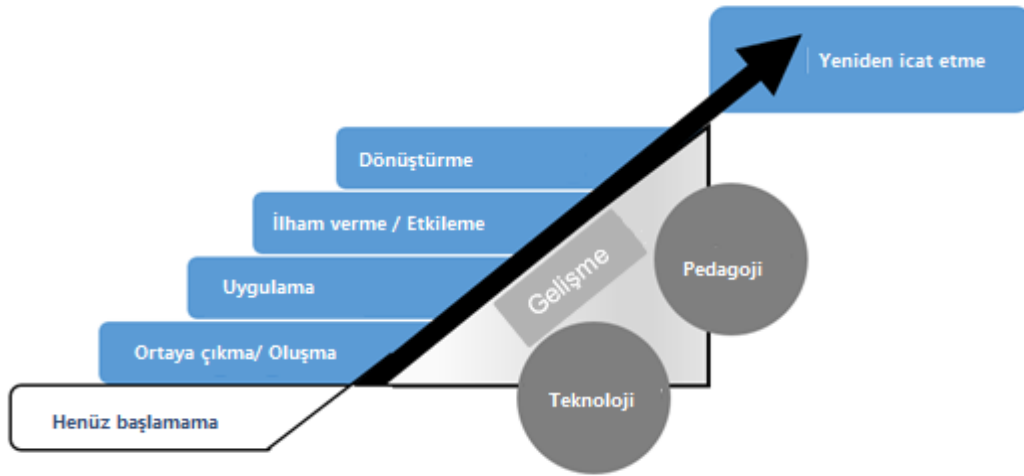 Yeniden icat etme
Dönüştürme
İlham verme / Etkileme
Uygulama
Ortaya çıkma/ Oluşma
Henüz başlamama
Gelişme
Pedagoji
Teknoloji